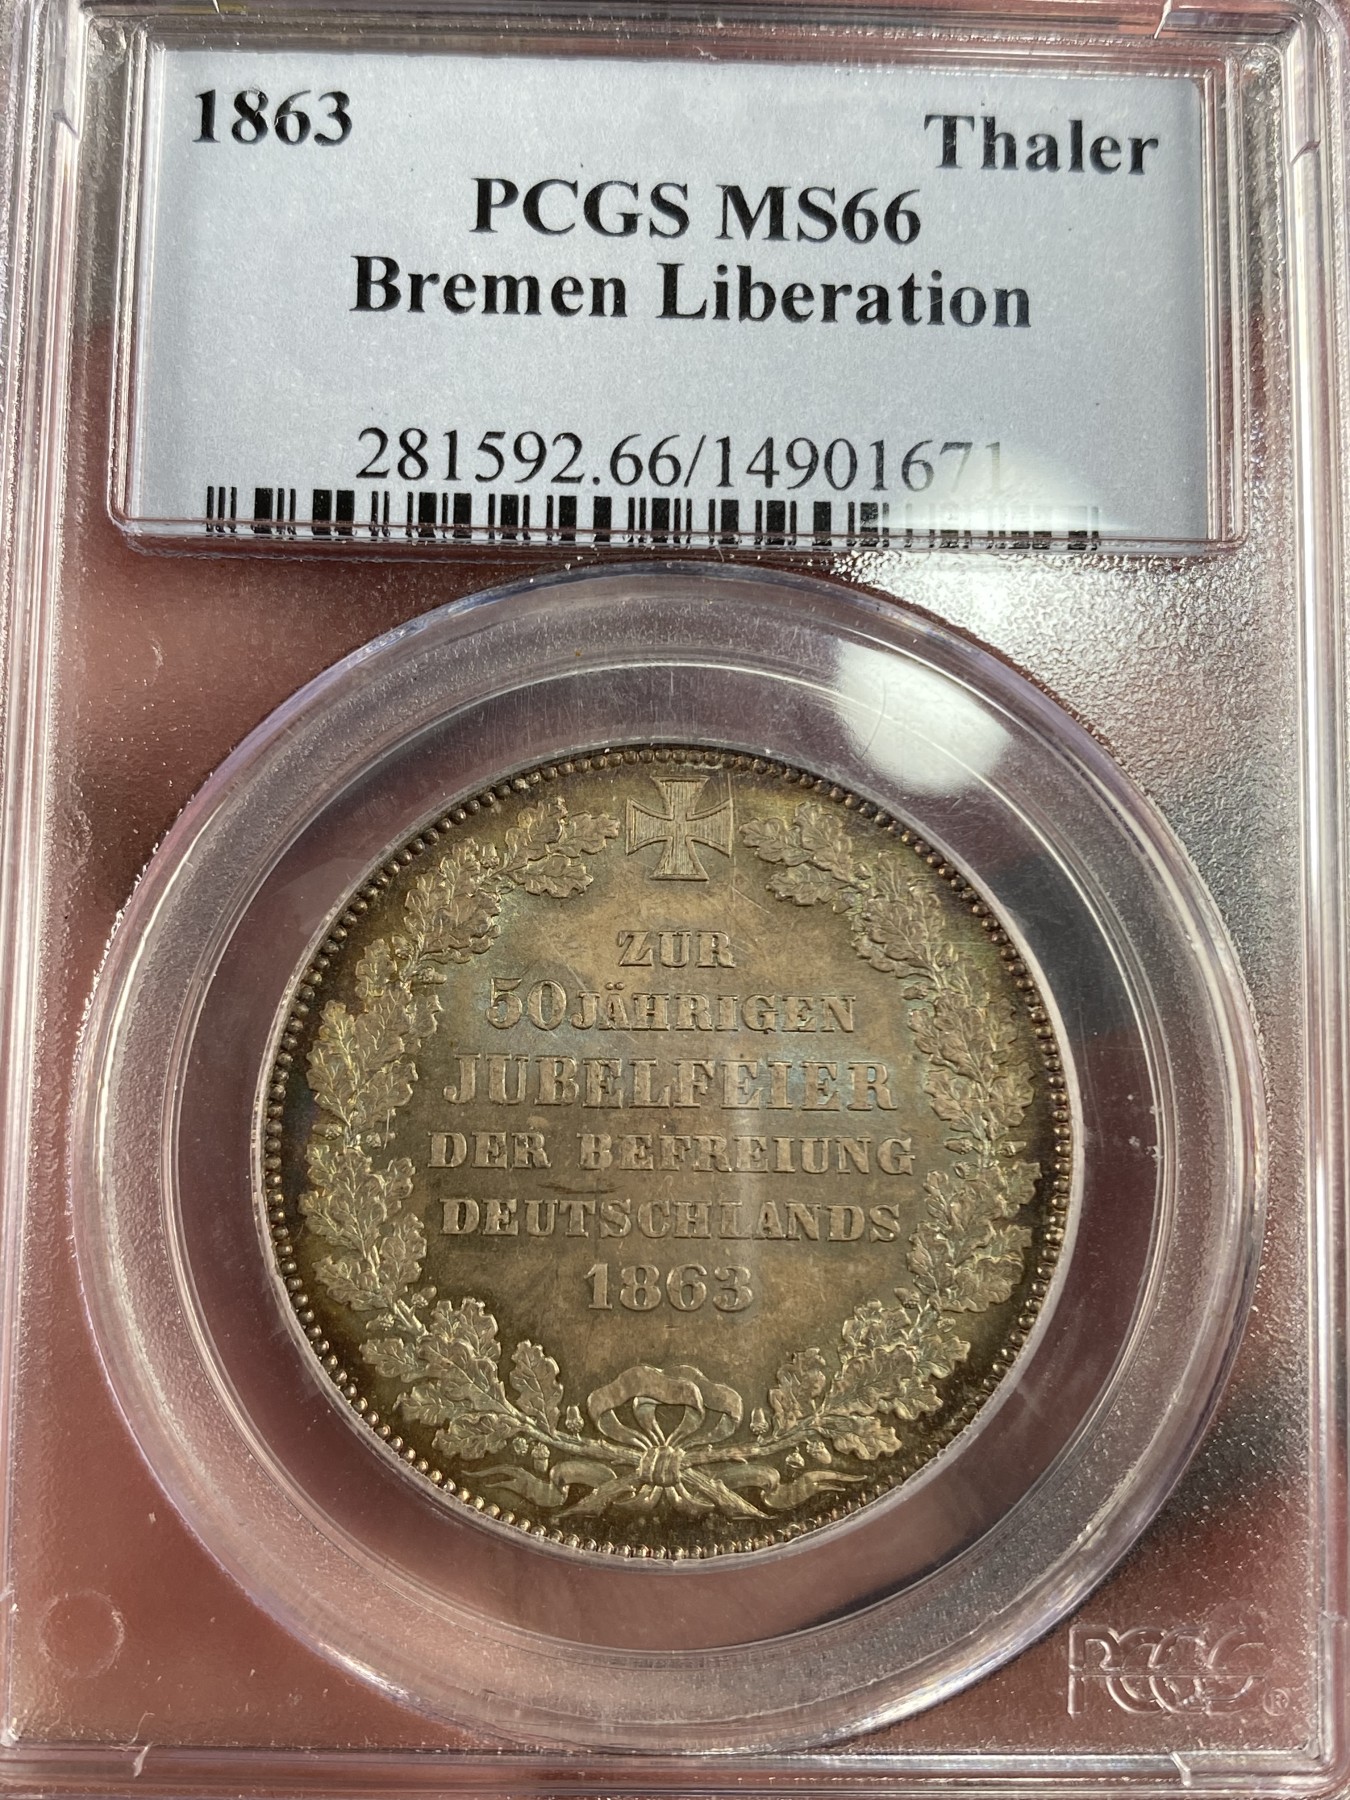 1863 Thaler
PCGS MS66
Bremen Liberation
281592.66/14901671
ZUR
50JÄHRIGEN
JUBELFEIER
DER BEFREIUNG
DEUTSCHLANDS
1863
PCGS®